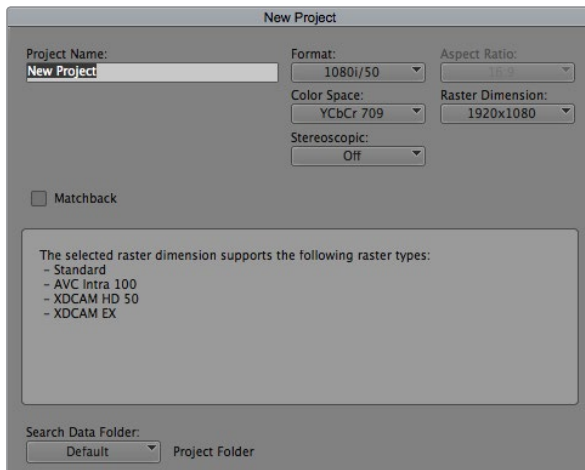 New Project
Project Name:
New Project
Format:
1080i/50
Aspect Ratio:
16:9
Color Space:
YCbCr 709
Raster Dimension:
1920x1080
Stereoscopic:
Off
Matchback
The selected raster dimension supports the following raster types:
– Standard
– AVC Intra 100
– XDCAM HD 50
– XDCAM EX
Search Data Folder:
Default
Project Folder